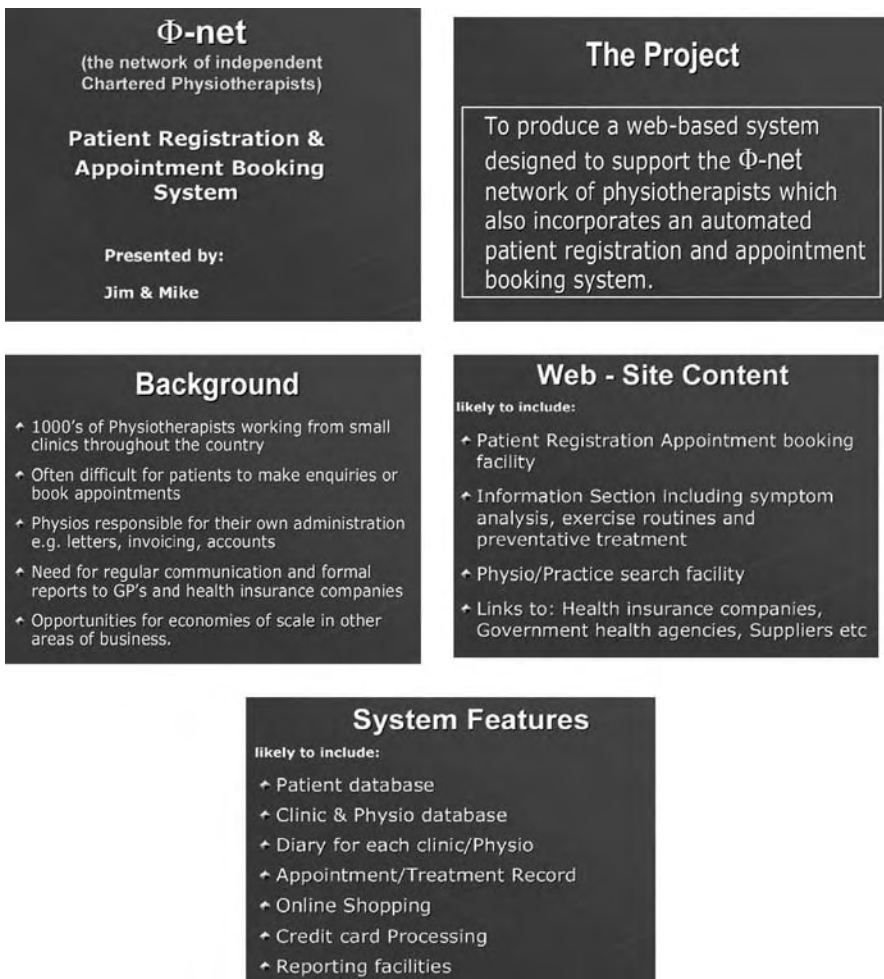 Φ-net
(the network of independent
Chartered Physiotherapists)
Patient Registration &
Appointment Booking
System
Presented by:
Jim & Mike
The Project
To produce a web-based system
designed to support the Φ-net
network of physiotherapists which
also incorporates an automated
patient registration and appointment
booking system.
Background
1000's of Physiotherapists working from small
clinics throughout the country
Often difficult for patients to make enquiries or
book appointments
Physios responsible for their own administration
e.g. letters, invoicing, accounts
Need for regular communication and formal
reports to GP's and health insurance companies
Opportunities for economies of scale in other
areas of business.
Web - Site Content
likely to include:
Patient Registration Appointment booking
facility
Information Section Including symptom
analysis, exercise routines and
preventative treatment
Physio/Practice search facility
Links to: Health insurance companies,
Government health agencies, Suppliers etc
System Features
likely to include:
Patient database
Clinic & Physio database
Diary for each clinic/Physio
Appointment/Treatment Record
Online Shopping
Credit card Processing
Reporting facilities